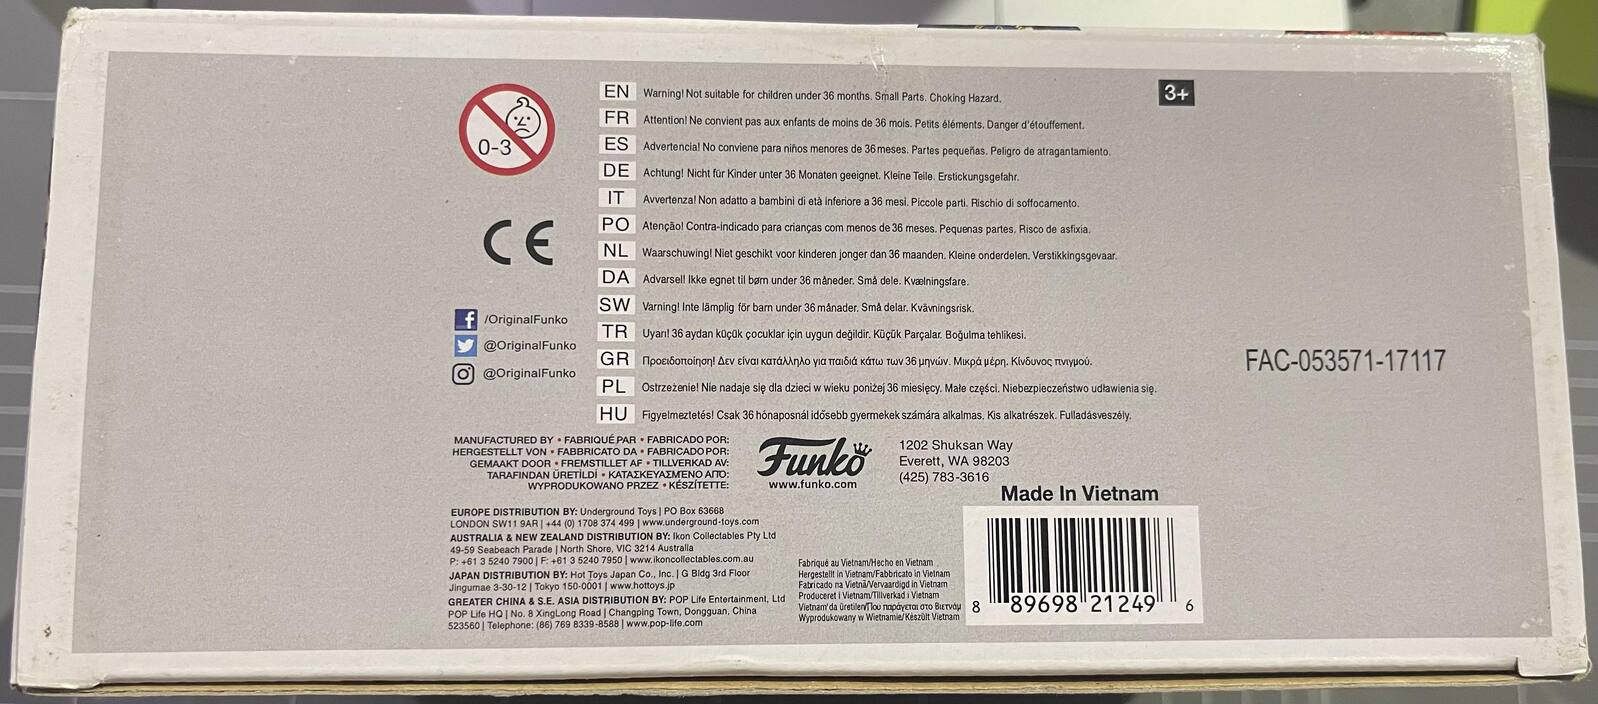 0-3
EN Warning! Not suitable for children under 36 months. Small Parts. Choking Hazard.
3+
FR Attention! Ne convient pas aux enfants de moins de 36 mois. Petits éléments. Danger d'étouffement.
ES Advertencia! No conviene para niños menores de 36 meses. Partes pequeñas. Peligro de atragantamiento.
DE Achtung! Nicht für Kinder unter 36 Monaten geeignet. Kleine Teile. Erstickungsgefahr.
IT Avvertenza! Non adatto a bambini di età inferiore a 36 mesi. Piccole parti. Rischio di soffocamento.
PO Atenção! Contra-indicado para crianças com menos de 36 meses. Pequenas partes. Risco de asfixia.
NL Waarschuwing! Niet geschikt voor kinderen jonger dan 36 maanden. Kleine onderdelen. Verstikkingsgevaar.
DA Advarsel! Ikke egnet til børn under 36 måneder. Små dele. Kvælningsfare.
SW Varning! Inte lämplig för barn under 36 månader. Små delar. Kvävningsrisk.
TR Uyarı! 36 aydan küçük çocuklar için uygun değildir. Küçük Parçalar. Boğulma tehlikesi.
GR Προειδοποίηση! Δεν είναι κατάλληλο για παιδιά κάτω των 36 μηνών. Μικρά μέρη. Κίνδυνος πνιγμού.
PL Ostrzeżenie! Nie nadaje się dla dzieci w wieku poniżej 36 miesięcy. Małe części. Niebezpieczeństwo udławienia się.
HU Figyelmeztetés! Csak 36 hónaposnál idősebb gyermekek számára alkalmas. Kis alkatrészek. Fulladásveszély.
CE
/OriginalFunko
@OriginalFunko
@OriginalFunko
FAC-053571-17117
MANUFACTURED BY • FABRIQUÉ PAR • FABRICADO POR:
HERGESTELLT VON • FABBRICATO DA • FABRICADO POR:
GEMAAKT DOOR • FREMSTILLET AF • TILLVERKAD AV:
TARAFINDAN ÜRETİLDİ • ΚΑΤΑΣΚΕΥΑΣΜΕΝΟ ΑΠΟ:
WYPRODUKOWANO PRZEZ • KÉSZÍTETTE:
Funko
www.funko.com
1202 Shuksan Way
Everett, WA 98203
(425) 783-3616
Made In Vietnam
EUROPE DISTRIBUTION BY: Underground Toys | PO Box 63668
LONDON SW11 9AR | +44 (0) 1708 374 499 | www.underground-toys.com
AUSTRALIA & NEW ZEALAND DISTRIBUTION BY: Ikon Collectables Pty Ltd
49-59 Seabeach Parade | North Shore, VIC 3214 Australia
P: +61 3 5240 7900 | F: +61 3 5240 7950 | www.ikoncollectables.com.au
JAPAN DISTRIBUTION BY: Hot Toys Japan Co., Inc. | G Bldg 3rd Floor
Jingumae 3-30-12 | Tokyo 150-0001 | www.hottoys.jp
GREATER CHINA & S.E. ASIA DISTRIBUTION BY: POP Life Entertainment, Ltd
POP Life HQ | No. 8 XingLong Road | Changping Town, Dongguan, China
523560 | Telephone: (86) 769 8339-8588 | www.pop-life.com
Fabriqué au Vietnam/Hecho en Vietnam
Hergestellt in Vietnam/Fabbricato in Vietnam
Fabricado na Vietnã/Vervaardigd in Vietnam
Produceret i Vietnam/Tillverkad i Vietnam
Vietnam'da üretilen/Που παράγεται στο Βιετνάμ
Wyprodukowany w Wietnamie/Készült Vietnam
8 89698 21249 6